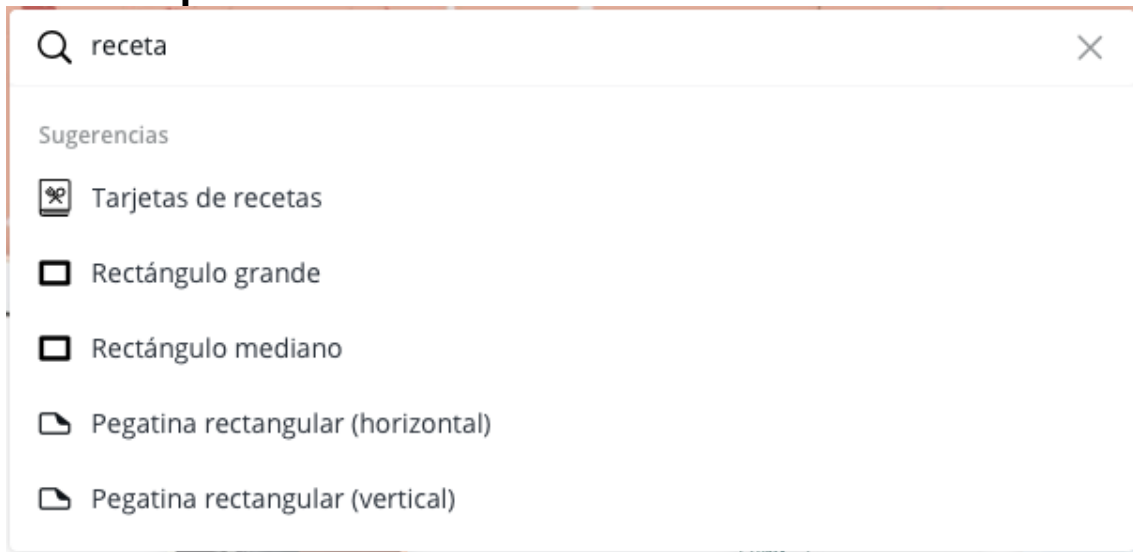 receta
Sugerencias
Tarjetas de recetas
Rectángulo grande
Rectángulo mediano
Pegatina rectangular (horizontal)
Pegatina rectangular (vertical)